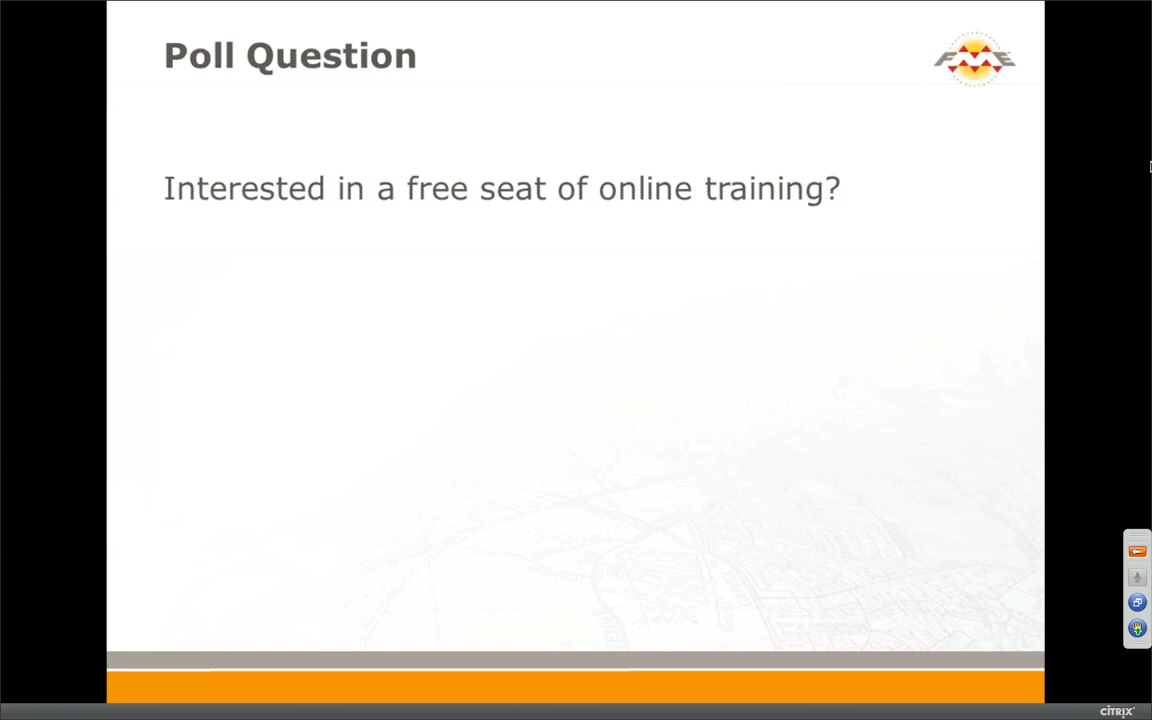 Poll Question
FME
Interested in a free seat of online training?
CITRIX